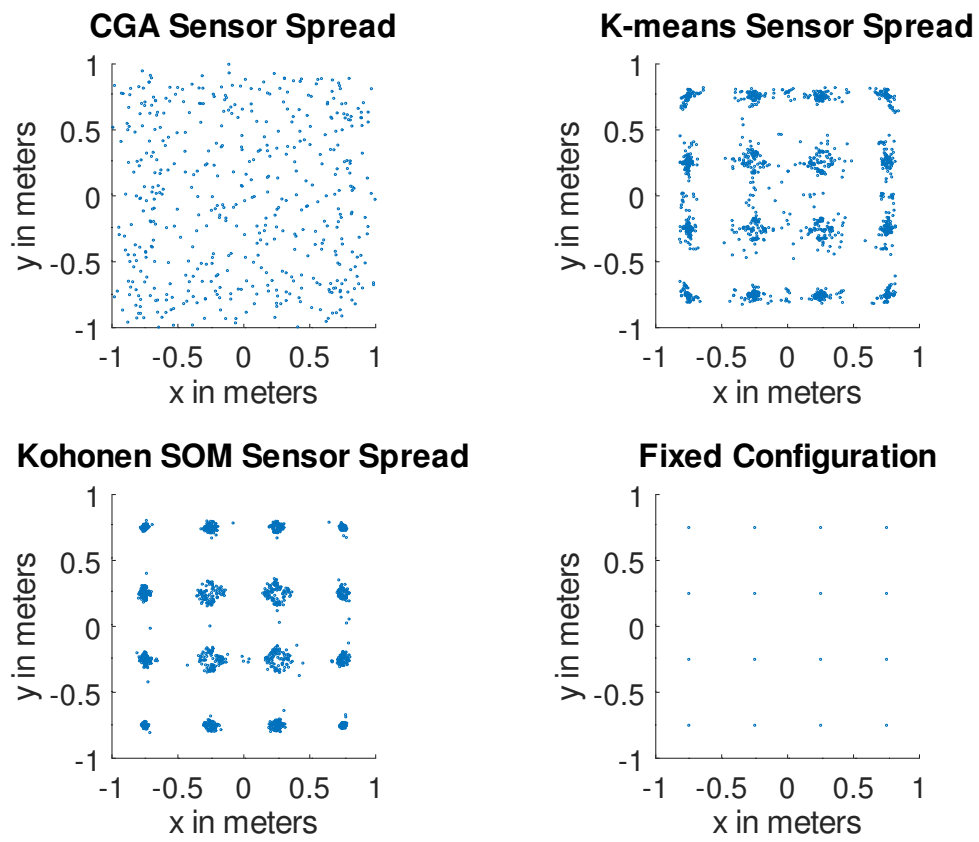 CGA Sensor Spread
1
0.5
0
-0.5
-1
-1 -0.5 0 0.5 1
x in meters
y in meters
K-means Sensor Spread
1
0.5
0
-0.5
-1
-1 -0.5 0 0.5 1
x in meters
y in meters
Kohonen SOM Sensor Spread
1
0.5
0
-0.5
-1
-1 -0.5 0 0.5 1
x in meters
y in meters
Fixed Configuration
1
0.5
0
-0.5
-1
-1 -0.5 0 0.5 1
x in meters
y in meters